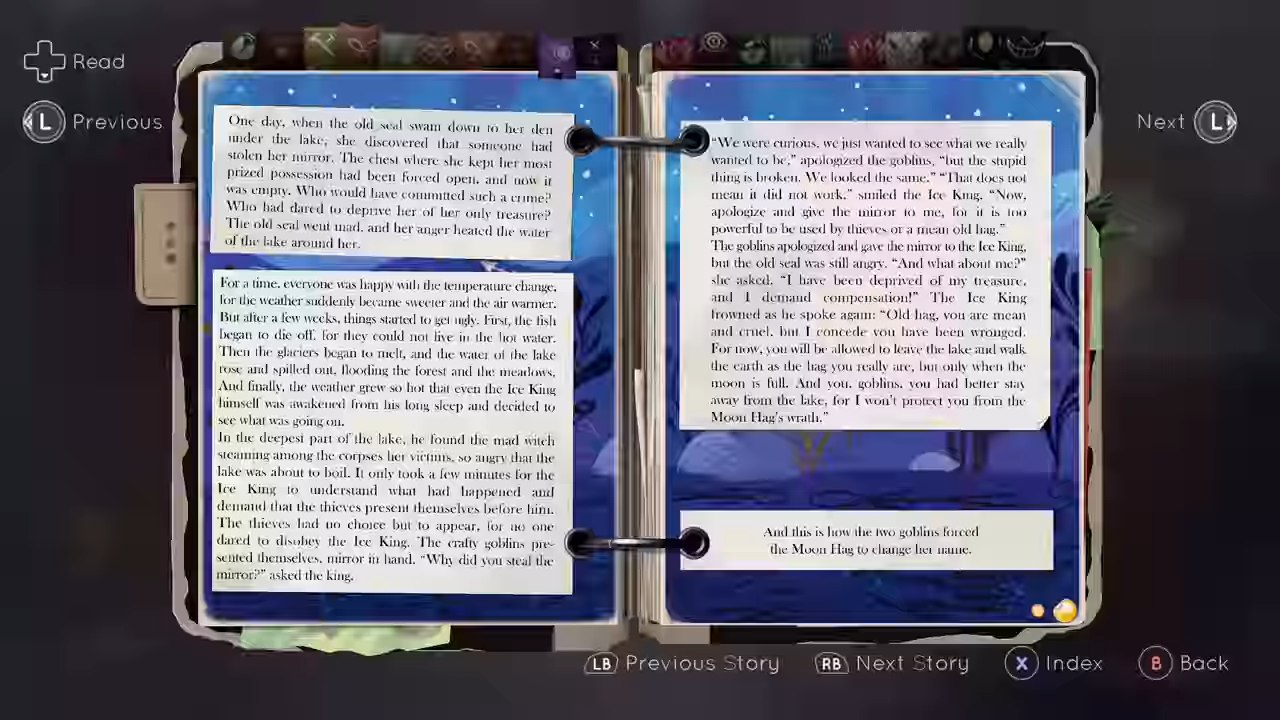 Read
L Previous
Next L
One day, when the old seal swam down to her den
under the lake, she discovered that someone had
stolen her mirror. The chest where she kept her most
prized possession had been forced open, and now it
was empty. Who would have committed such a crime?
Who had dared to deprive her of her only treasure?
The old seal went mad, and her anger heated the water
of the lake around her.
For a time, everyone was happy with the temperature change,
for the weather suddenly became sweeter and the air warmer.
But after a few weeks, things started to get ugly. First, the fish
began to die off, for they could not live in the hot water.
Then the glaciers began to melt, and the water of the lake
rose and spilled out, flooding the forest and the meadows,
And finally, the weather grew so hot that even the Ice King
himself was awakened from his long sleep and decided to
see what was going on.
In the deepest part of the lake, he found the mad witch
steaming among the corpses her victims, so angry that the
lake was about to boil. It only took a few minutes for the
Ice King to understand what had happened and
demand that the thieves present themselves before him.
The thieves had no choice but to appear, for no one
dared to disobey the Ice King. The crafty goblins pre-
sented themselves, mirror in hand. "Why did you steal the
mirror?" asked the king.
"We were curious, we just wanted to see what we really
wanted to be," apologized the goblins, "but the stupid
thing is broken. We looked the same." "That does not
mean it did not work," smiled the Ice King. "Now,
apologize and give the mirror to me, for it is too
powerful to be used by thieves or a mean old hag."
The goblins apologized and gave the mirror to the Ice King,
but the old seal was still angry. "And what about me?"
she asked. "I have been deprived of my treasure,
and I demand compensation!" The Ice King
frowned as he spoke again: "Old hag, you are mean
and cruel, but I concede you have been wronged.
For now, you will be allowed to leave the lake and walk
the earth as the hag you really are, but only when the
moon is full. And you, goblins, you had better stay
away from the lake, for I won't protect you from the
Moon Hag's wrath."
And this is how the two goblins forced
the Moon Hag to change her name.
LB Previous Story RB Next Story X Index B Back